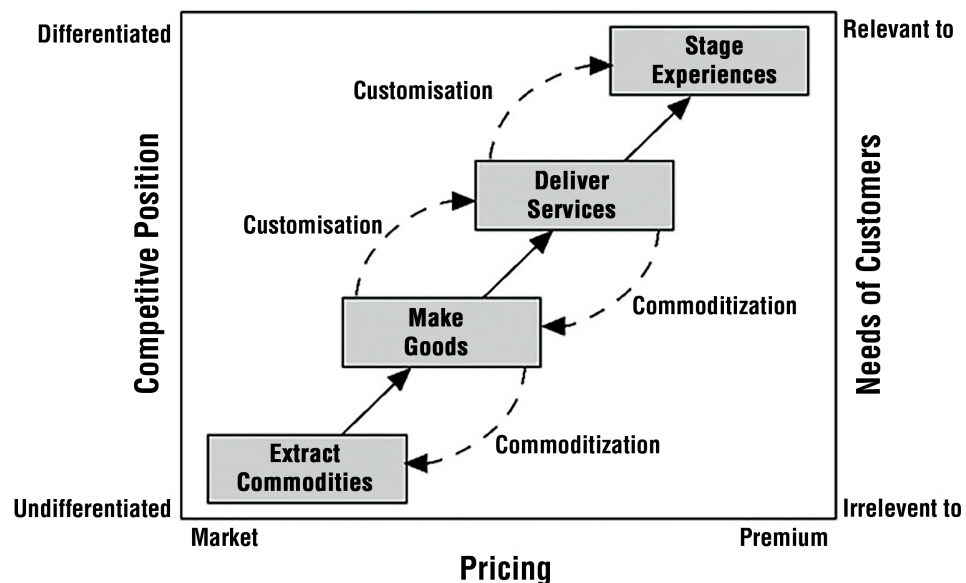 Differentiated
Relevant to
Stage
Experiences
Customisation
Deliver
Services
Customisation
Competitve Position
Needs of Customers
Commoditization
Make
Goods
Commoditization
Extract
Commodities
Undifferentiated
Irrelevent to
Market
Premium
Pricing